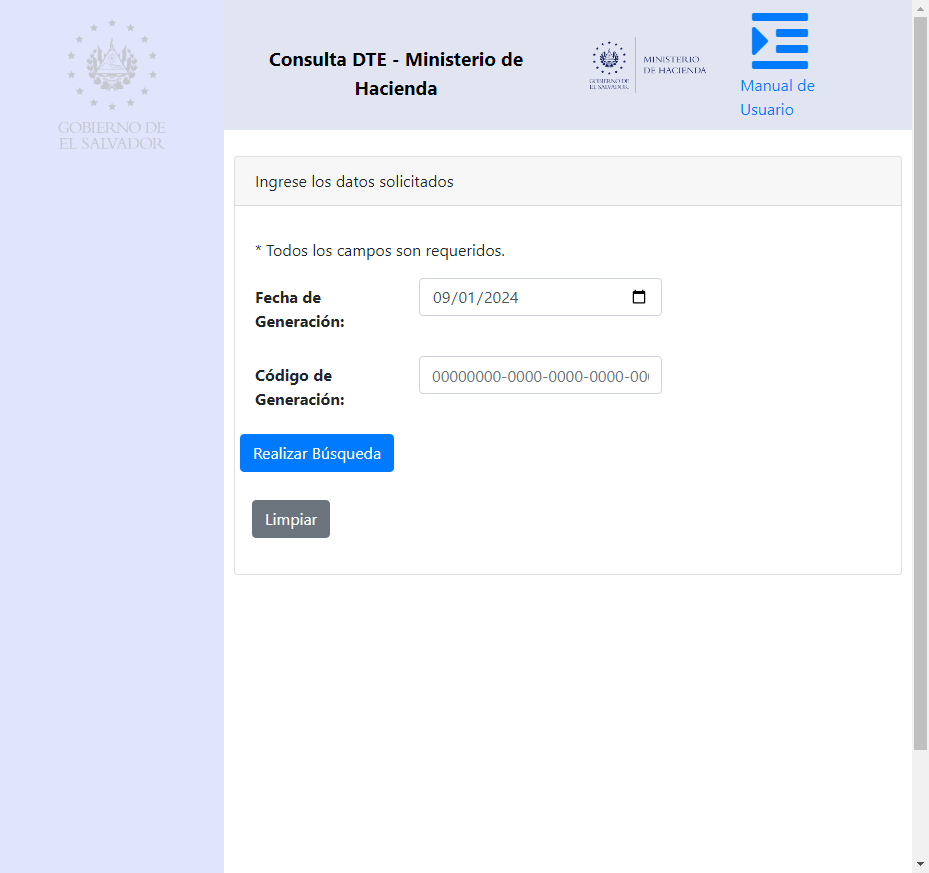 GOBIERNO DE
EL SALVADOR
Consulta DTE - Ministerio de
Hacienda
GOBIERNO DE
EL SALVADOR
MINISTERIO
DE HACIENDA
Manual de
Usuario
Ingrese los datos solicitados
* Todos los campos son requeridos.
Fecha de
Generación:
09/01/2024
Código de
Generación:
00000000-0000-0000-0000-00
Realizar Búsqueda
Limpiar